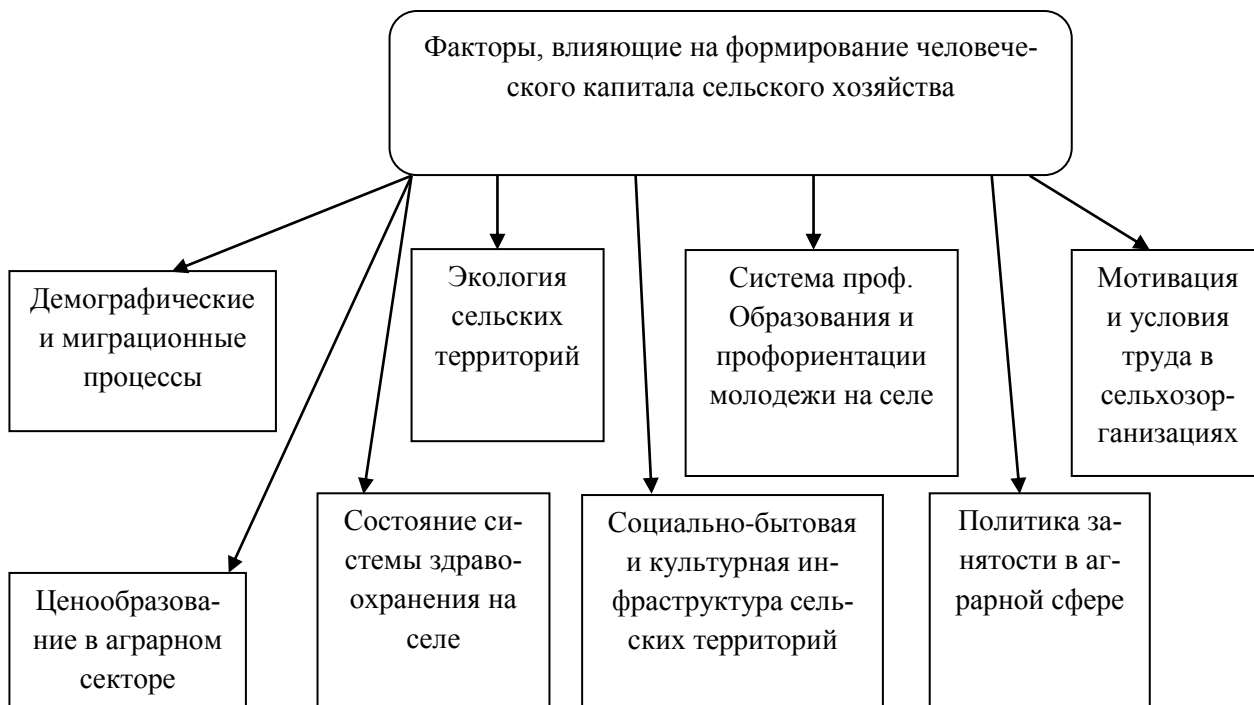 Факторы, влияющие на формирование человече-
ского капитала сельского хозяйства
Демографические
и миграционные
процессы
Экология
сельских
территорий
Система проф.
Образования и
профориентации
молодежи на селе
Мотивация
и условия
труда в
сельхозор-
ганизациях
Ценообразова-
ние в аграрном
секторе
Состояние си-
стемы здраво-
охранения на
селе
Социально-бытовая
и культурная ин-
фраструктура сель-
ских территорий
Политика за-
нятости в аг-
рарной сфере